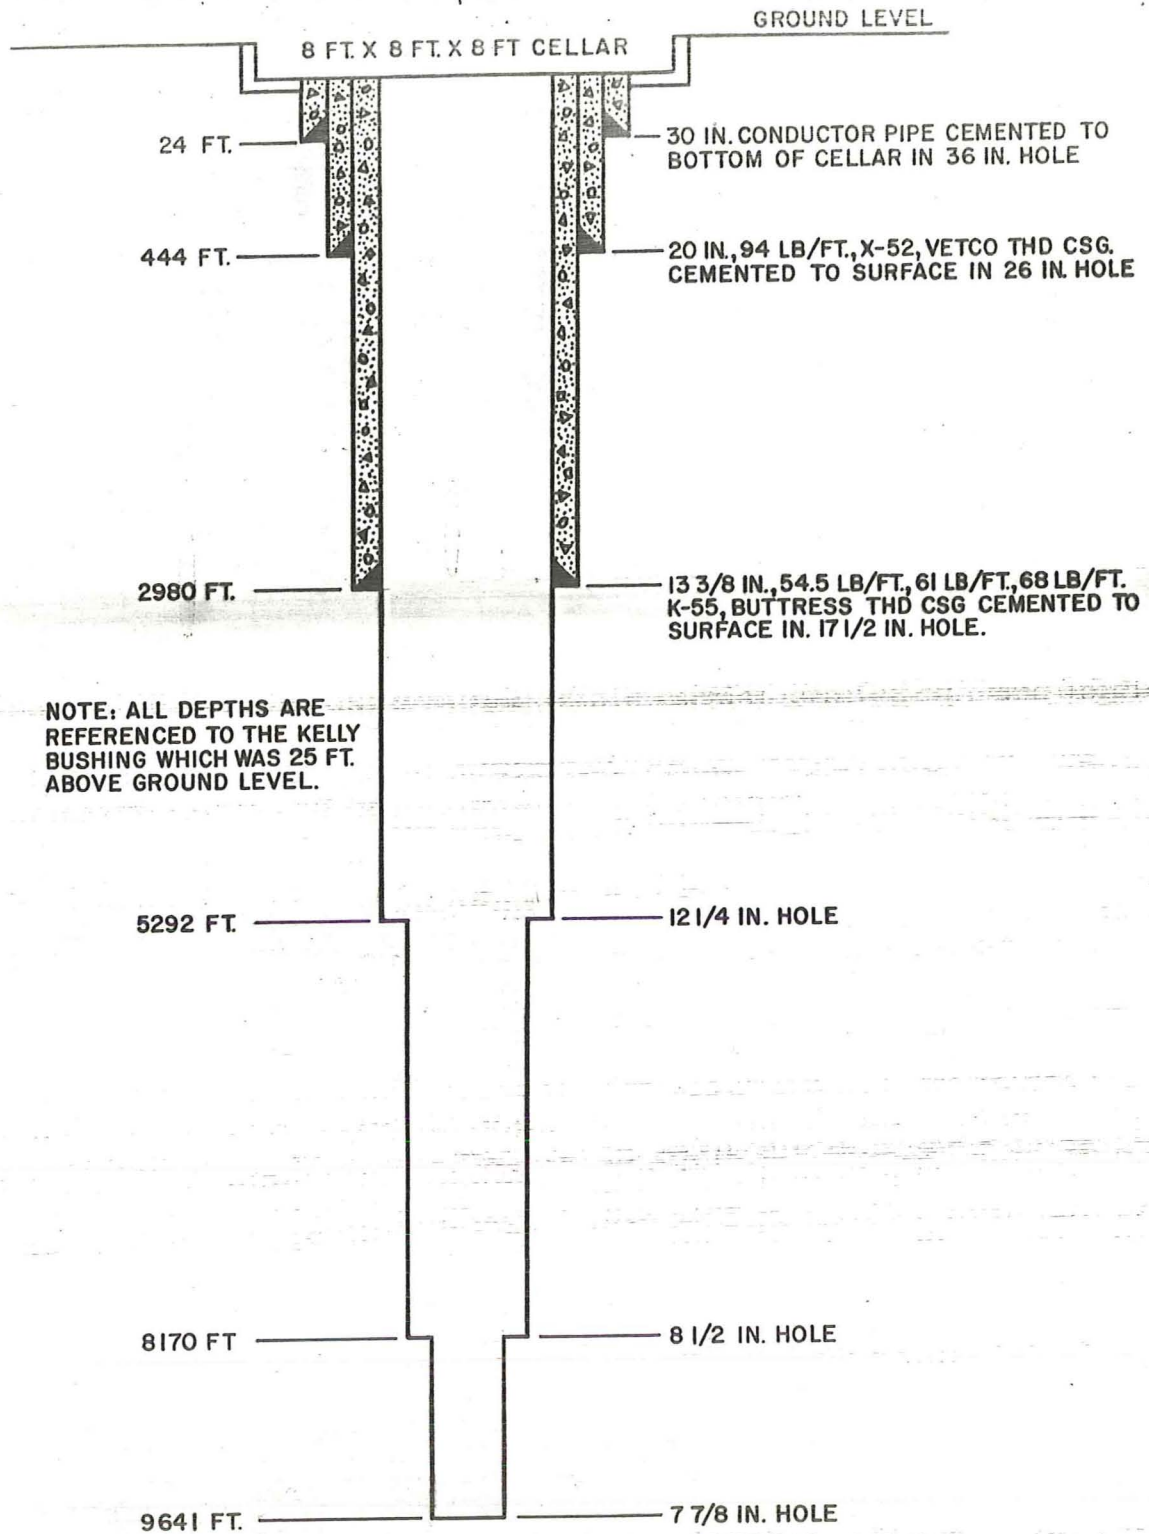 GROUND LEVEL
8 FT. X 8 FT. X 8 FT CELLAR
24 FT.
30 IN. CONDUCTOR PIPE CEMENTED TO
BOTTOM OF CELLAR IN 36 IN. HOLE
444 FT.
20 IN., 94 LB/FT., X-52, VETCO THD CSG.
CEMENTED TO SURFACE IN 26 IN. HOLE
2980 FT.
13 3/8 IN., 54.5 LB/FT., 61 LB/FT., 68 LB/FT.
K-55, BUTTRESS THD CSG CEMENTED TO
SURFACE IN. 17 1/2 IN. HOLE.
NOTE: ALL DEPTHS ARE
REFERENCED TO THE KELLY
BUSHING WHICH WAS 25 FT.
ABOVE GROUND LEVEL.
5292 FT.
12 1/4 IN. HOLE
8170 FT
8 1/2 IN. HOLE
9641 FT.
7 7/8 IN. HOLE